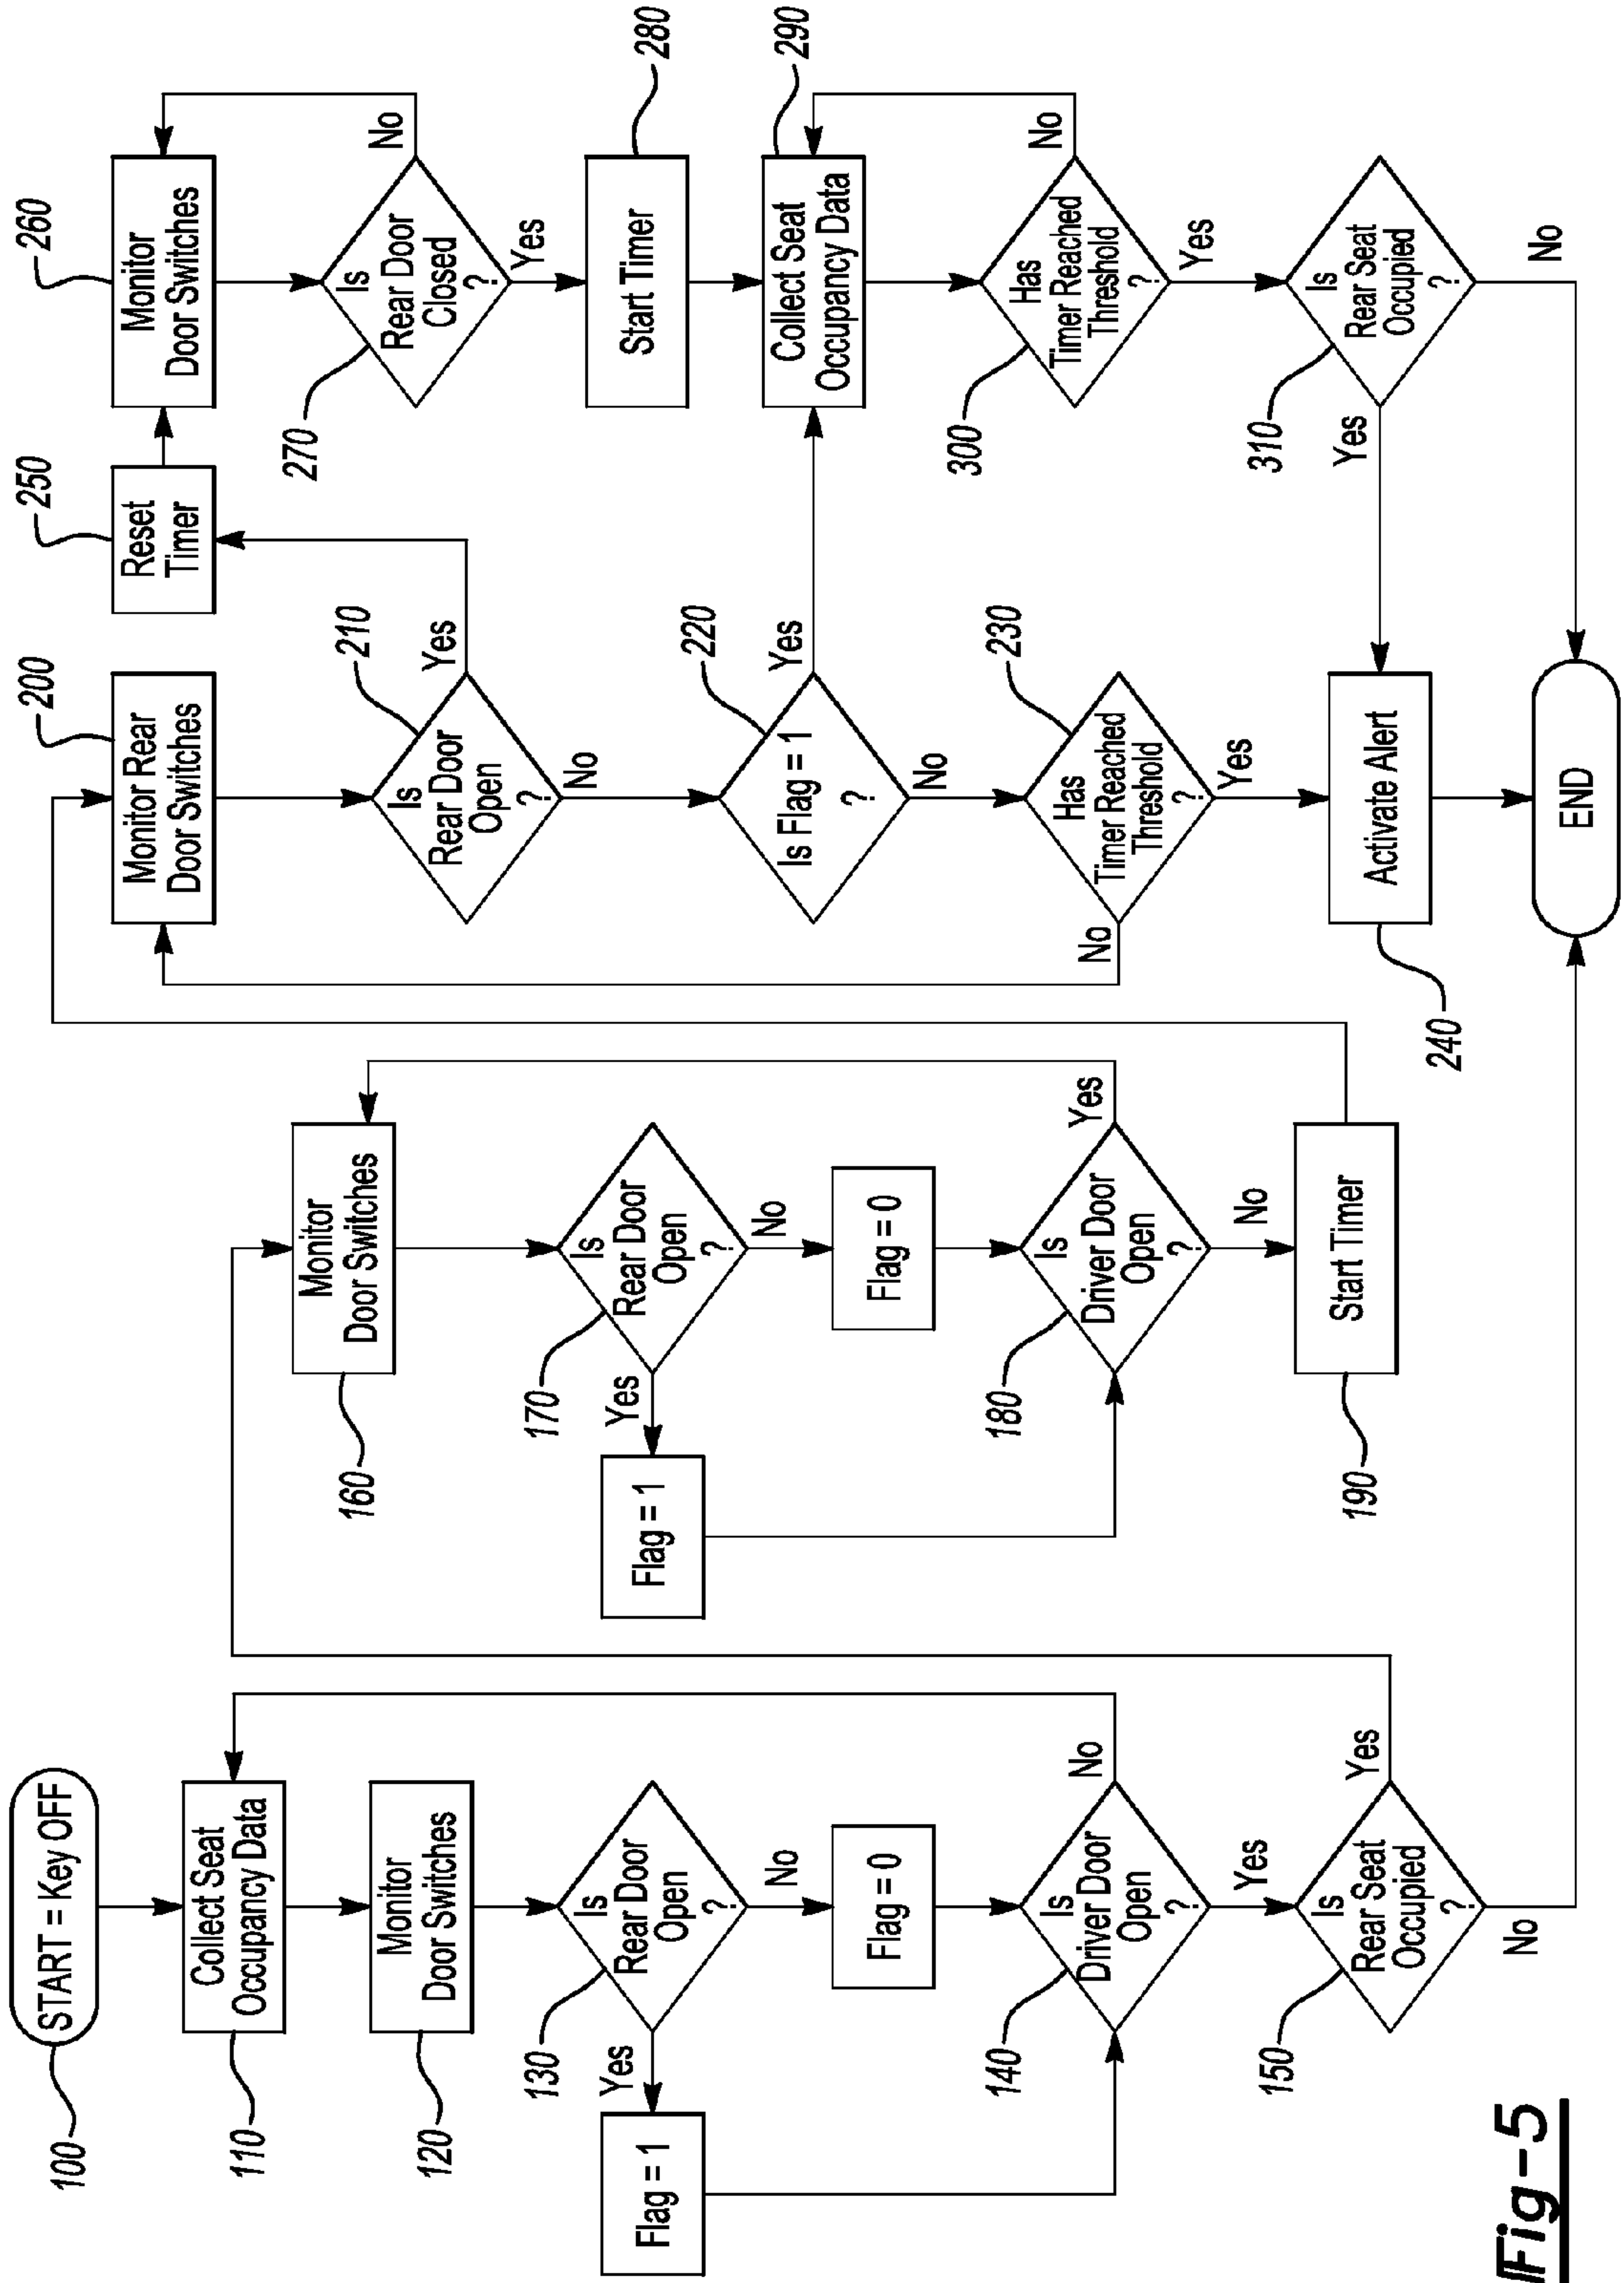 START = Key OFF
100
Collect Seat
Occupancy Data
110
Monitor
Door Switches
120
Is
Rear Door
Open
?
130
Yes
No
Flag = 1
Flag = 0
Is
Driver Door
Open
?
140
No
Yes
Is
Rear Seat
Occupied
?
150
Yes
No
Monitor
Door Switches
160
Is
Rear Door
Open
?
170
Yes
No
Flag = 1
Flag = 0
Is
Driver Door
Open
?
180
Yes
No
Start Timer
190
Monitor Rear
Door Switches
200
Is
Rear Door
Open
?
210
Yes
No
Is Flag = 1
?
220
Yes
No
Has
Timer Reached
Threshold
?
230
No
Yes
Activate Alert
240
END
Reset
Timer
250
Monitor
Door Switches
260
Is
Rear Door
Closed
?
270
No
Yes
Start Timer
280
Collect Seat
Occupancy Data
290
Has
Timer Reached
Threshold
?
300
No
Yes
Is
Rear Seat
Occupied
?
310
Yes
No
Fig-5